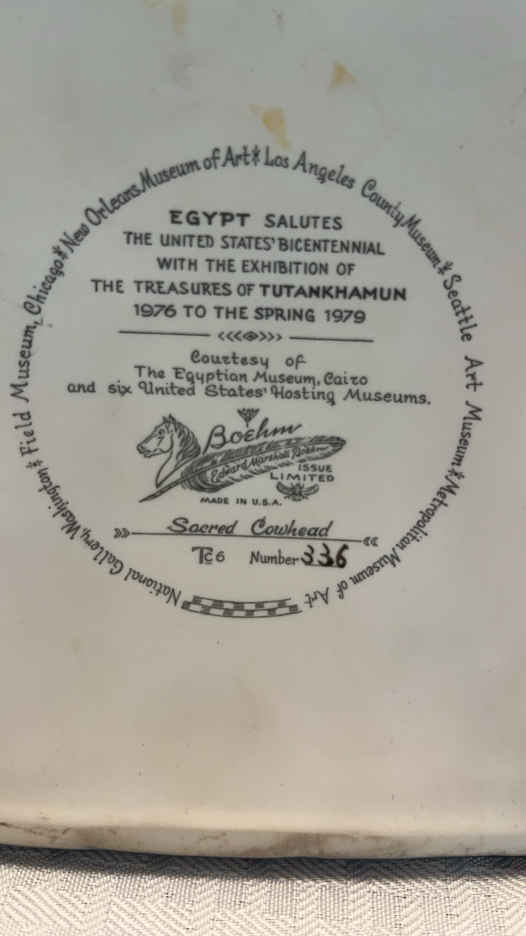 National Gallery, Washington * Field Museum, Chicago * New Orleans Museum of Art * Los Angeles County Museum * Seattle Art Museum * Metropolitan Museum of Art
EGYPT SALUTES
THE UNITED STATES' BICENTENNIAL
WITH THE EXHIBITION OF
THE TREASURES OF TUTANKHAMUN
1976 TO THE SPRING 1979
Courtesy of
The Egyptian Museum, Cairo
and six United States' Hosting Museums.
Boehm
Edward Marshall Boehm
ISSUE
LIMITED
MADE IN U.S.A.
Sacred Cowhead
Tc6 Number 336